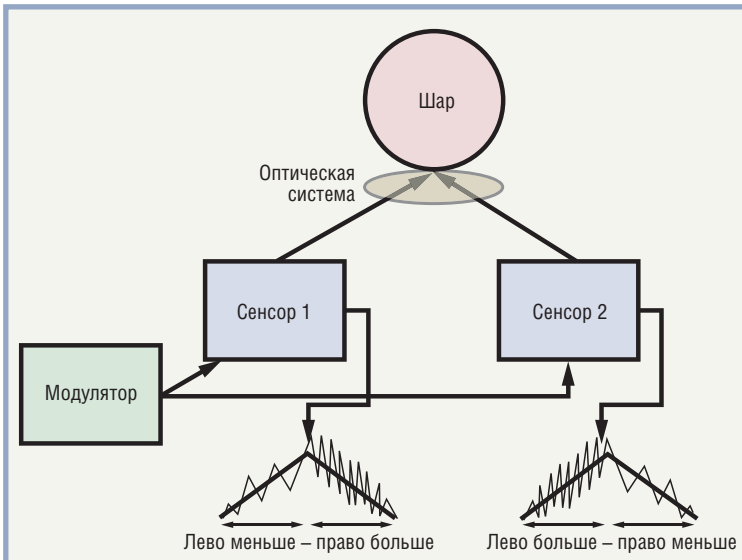 Шар
Оптическая
система
Сенсор 1
Сенсор 2
Модулятор
Лево меньше – право больше
Лево больше – право меньше